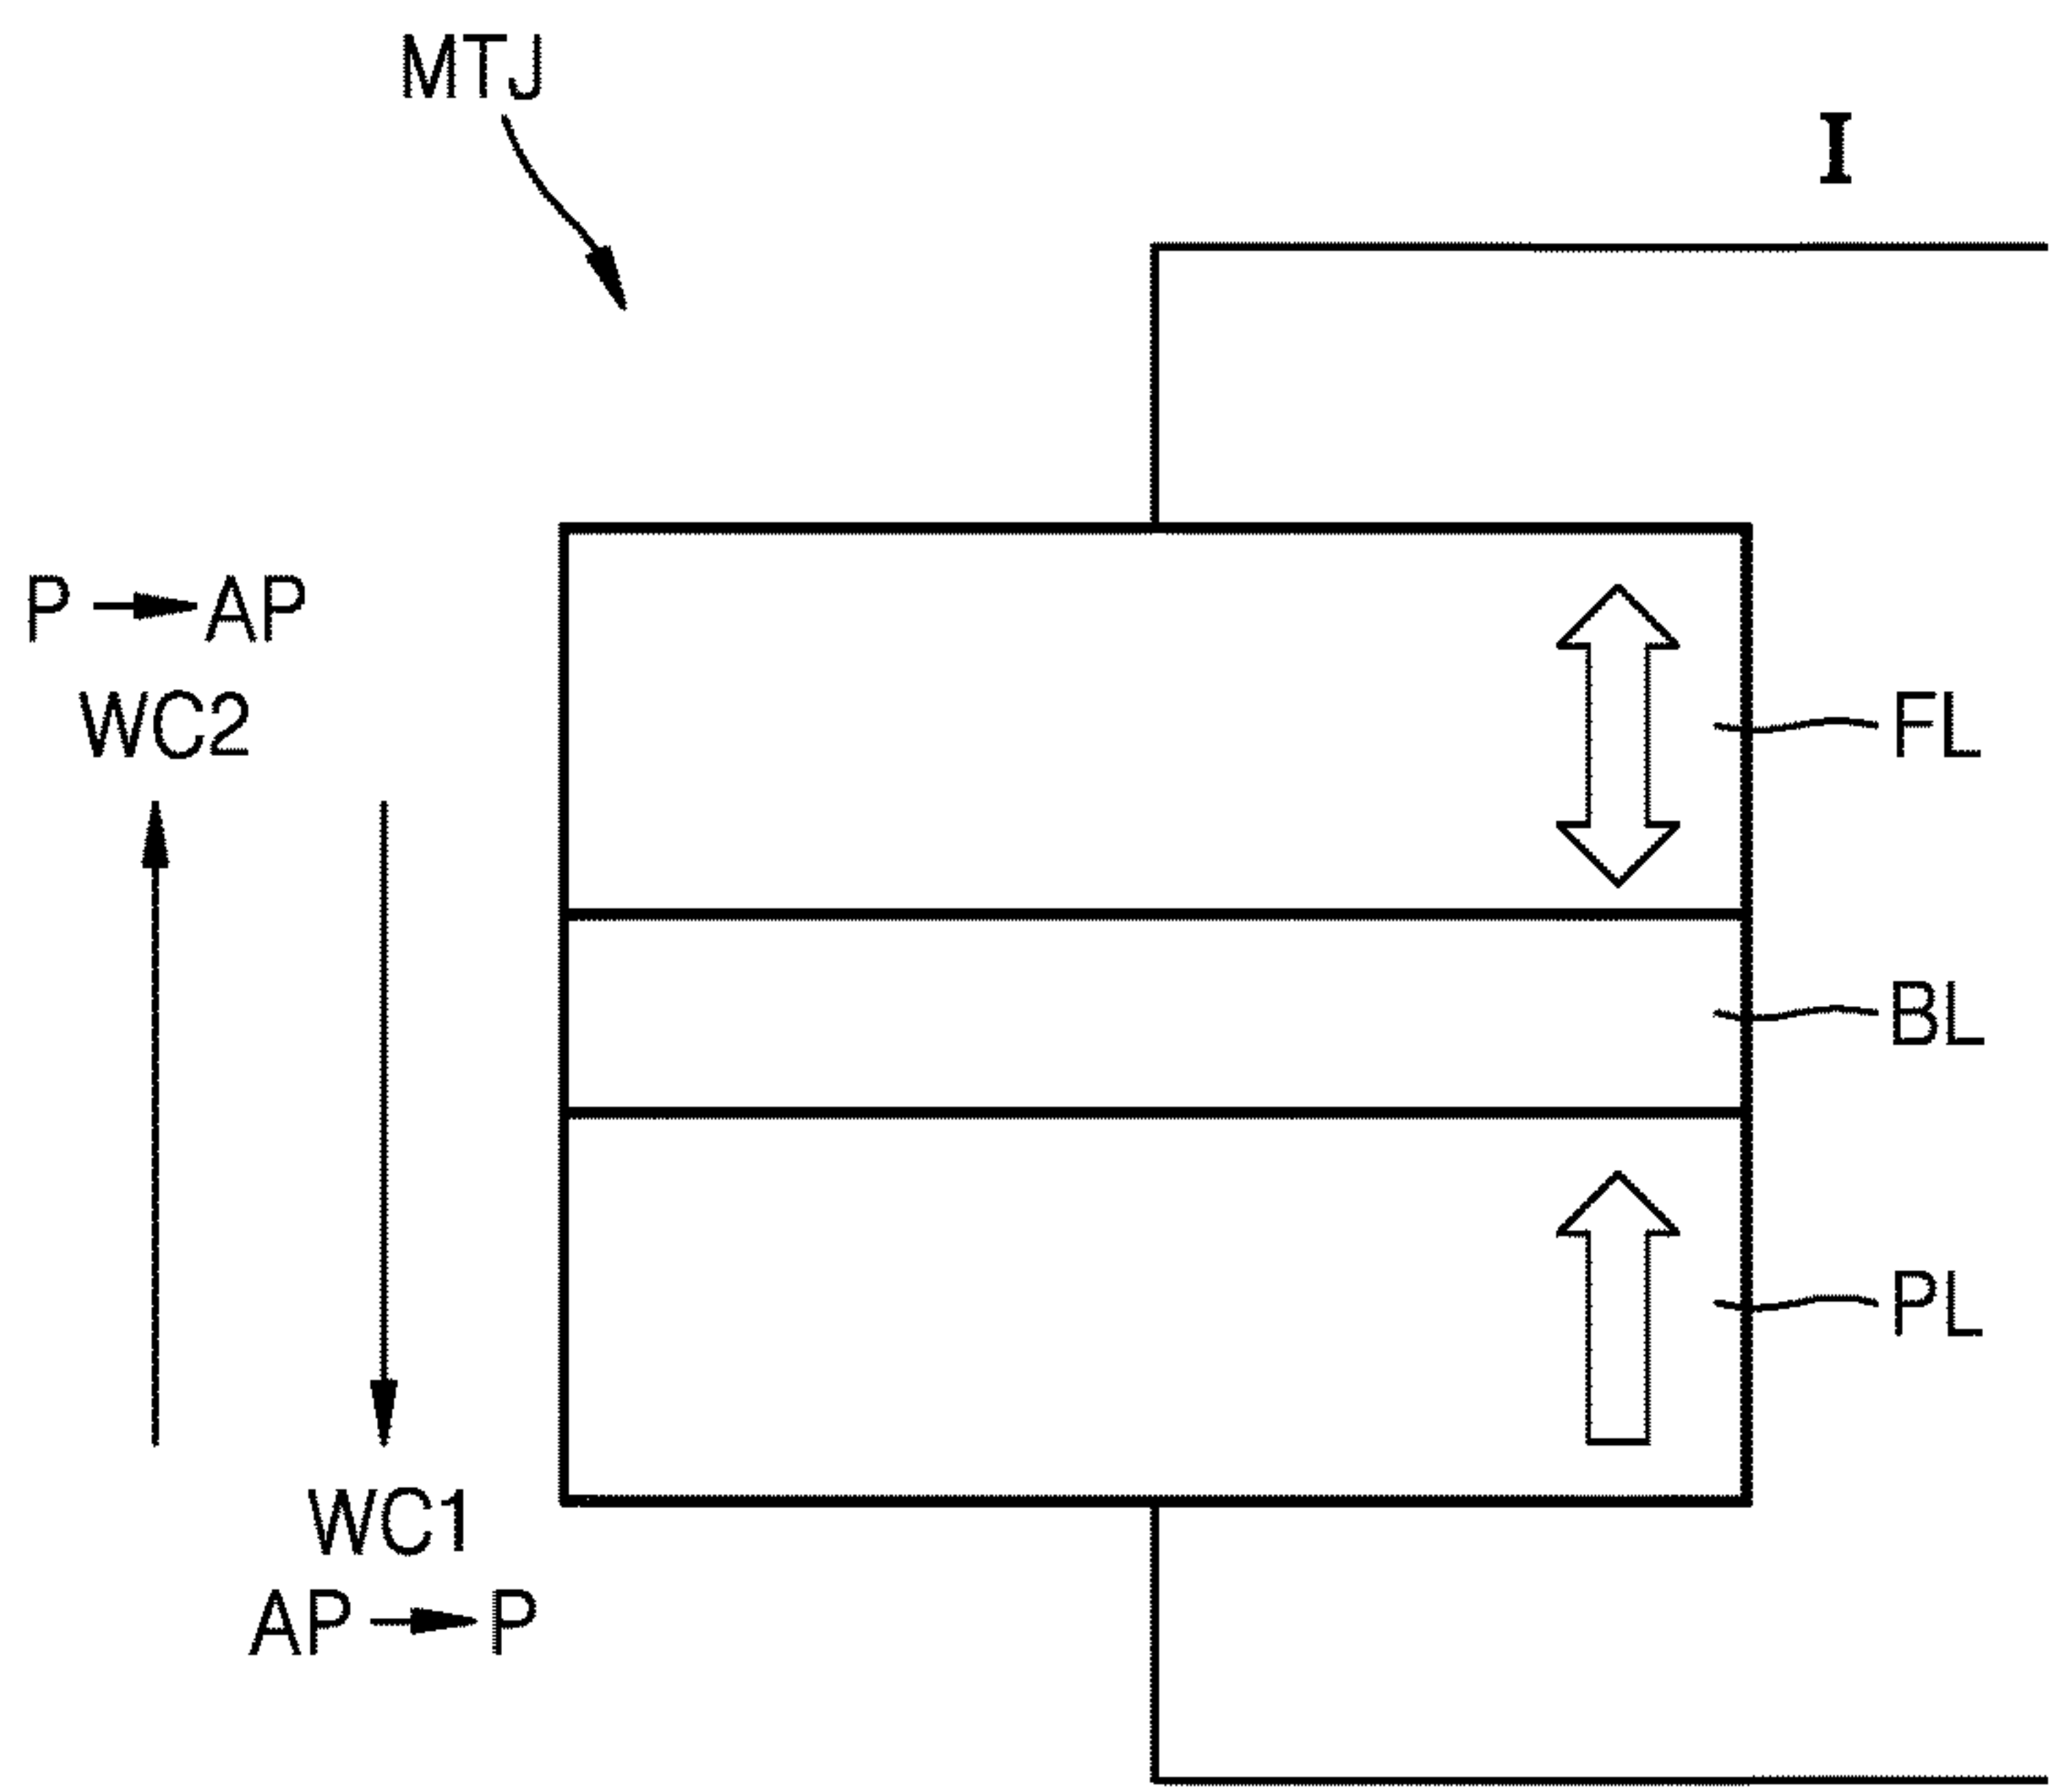 MTJ
I
P → AP
WC2
FL
BL
PL
WC1
AP → P